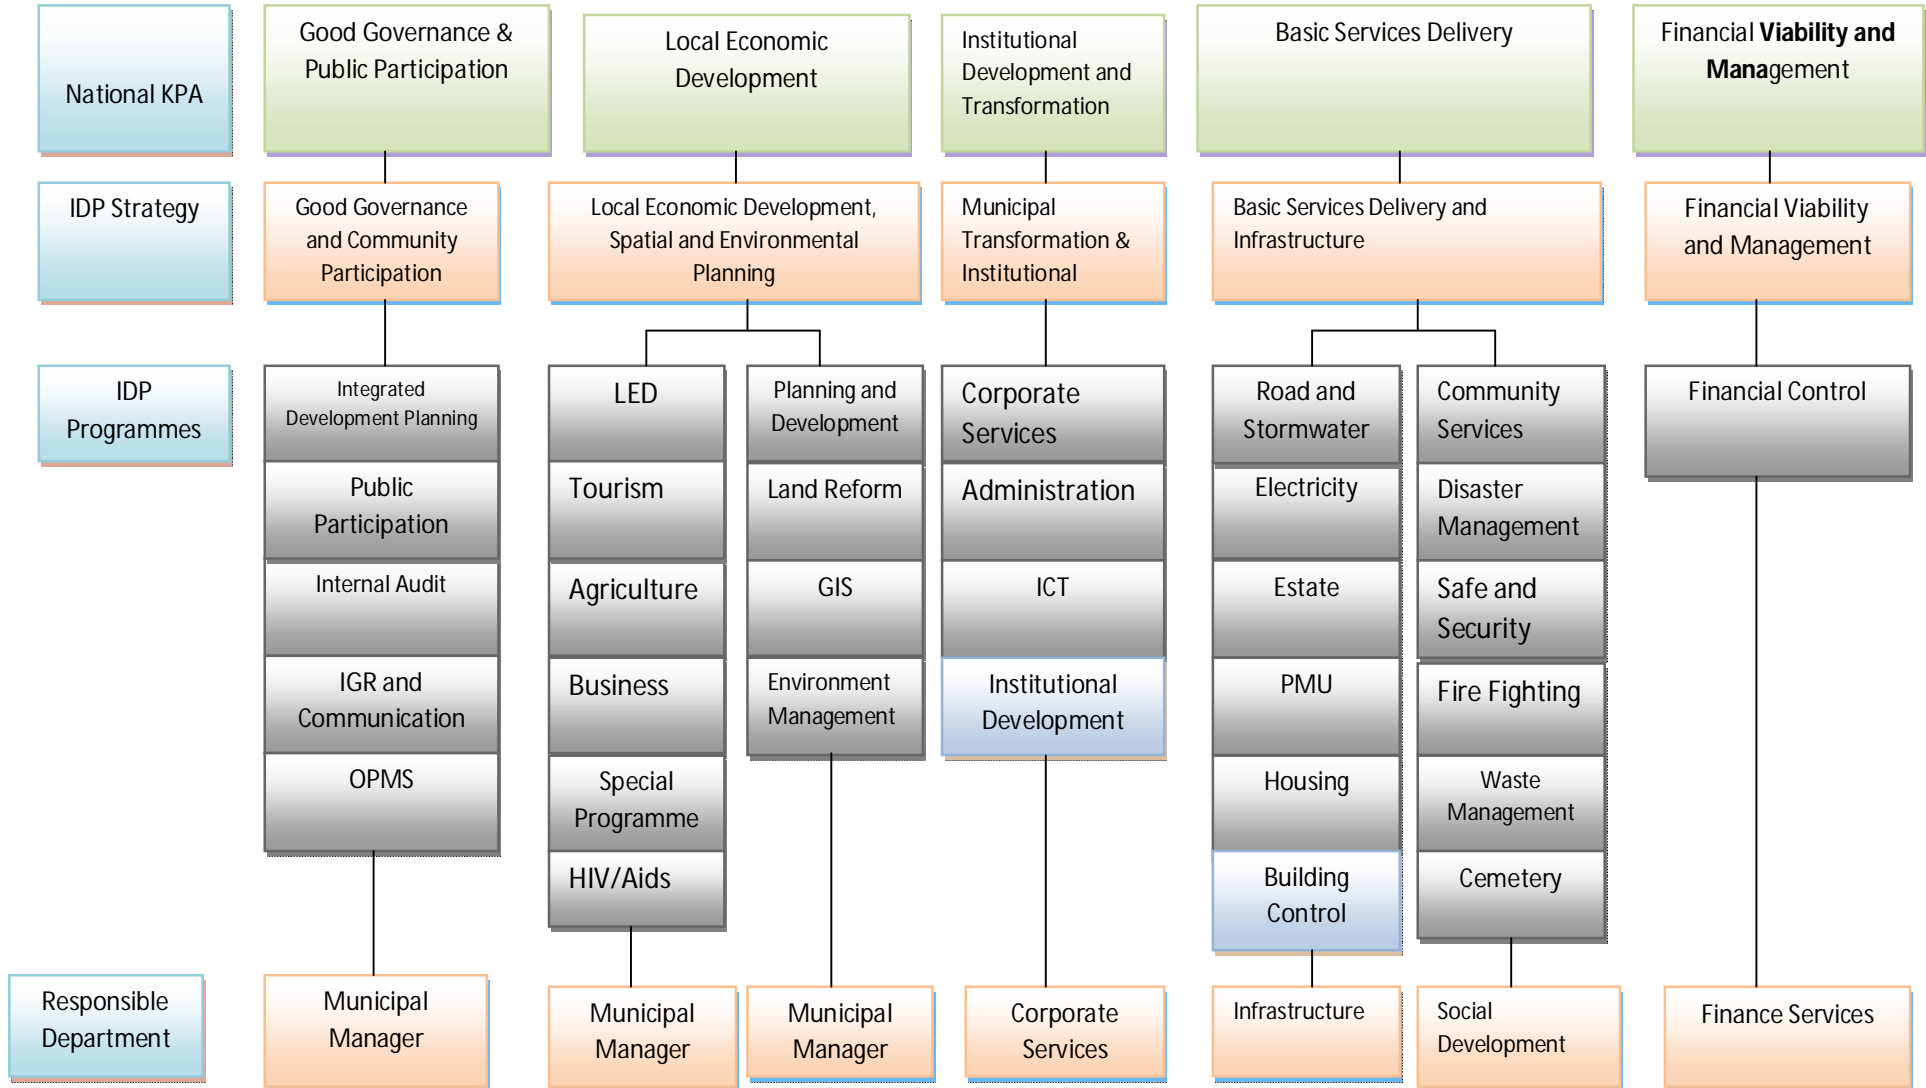 National KPA
Good Governance &
Public Participation
Local Economic
Development
Institutional
Development and
Transformation
Basic Services Delivery
Financial Viability and
Management
IDP Strategy
Good Governance
and Community
Participation
Local Economic Development,
Spatial and Environmental
Planning
Municipal
Transformation &
Institutional
Basic Services Delivery and
Infrastructure
Financial Viability
and Management
IDP
Programmes
Integrated
Development Planning
Public
Participation
Internal Audit
IGR and
Communication
OPMS
LED
Tourism
Agriculture
Business
Special
Programme
HIV/Aids
Planning and
Development
Land Reform
GIS
Environment
Management
Corporate
Services
Administration
ICT
Institutional
Development
Road and
Stormwater
Electricity
Estate
PMU
Housing
Building
Control
Community
Services
Disaster
Management
Safe and
Security
Fire Fighting
Waste
Management
Cemetery
Financial Control
Responsible
Department
Municipal
Manager
Municipal
Manager
Municipal
Manager
Corporate
Services
Infrastructure
Social
Development
Finance Services